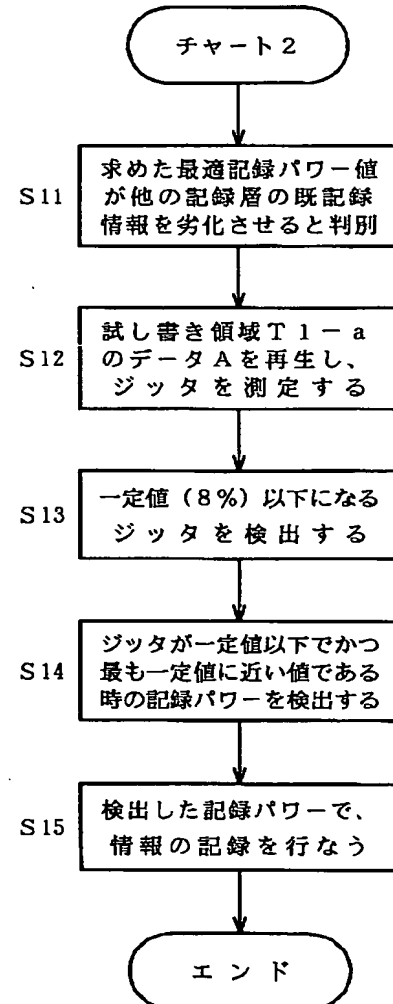 チャート2
S11
求めた最適記録パワー値
が他の記録層の既記録
情報を劣化させると判別
S12
試し書き領域T1-a
のデータAを再生し、
ジッタを測定する
S13
一定値(8%)以下になる
ジッタを検出する
S14
ジッタが一定値以下でかつ
最も一定値に近い値である
時の記録パワーを検出する
S15
検出した記録パワーで、
情報の記録を行なう
エンド